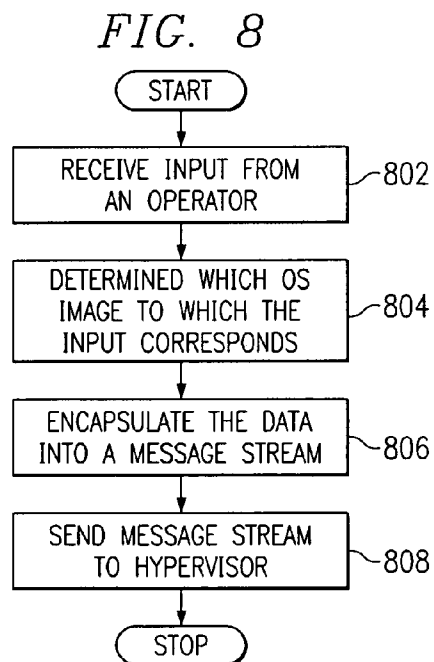 FIG. 8
START
RECEIVE INPUT FROM
AN OPERATOR
802
DETERMINED WHICH OS
IMAGE TO WHICH THE
INPUT CORRESPONDS
804
ENCAPSULATE THE DATA
INTO A MESSAGE STREAM
806
SEND MESSAGE STREAM
TO HYPERVISOR
808
STOP